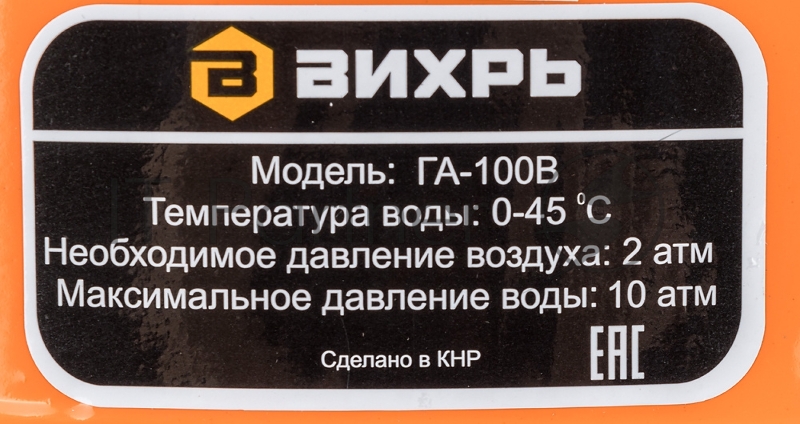 ВИХРЬ
Модель: ГА-100В
Температура воды: 0-45 °С
Необходимое давление воздуха: 2 атм
Максимальное давление воды: 10 атм
Сделано в КНР
ЕАС